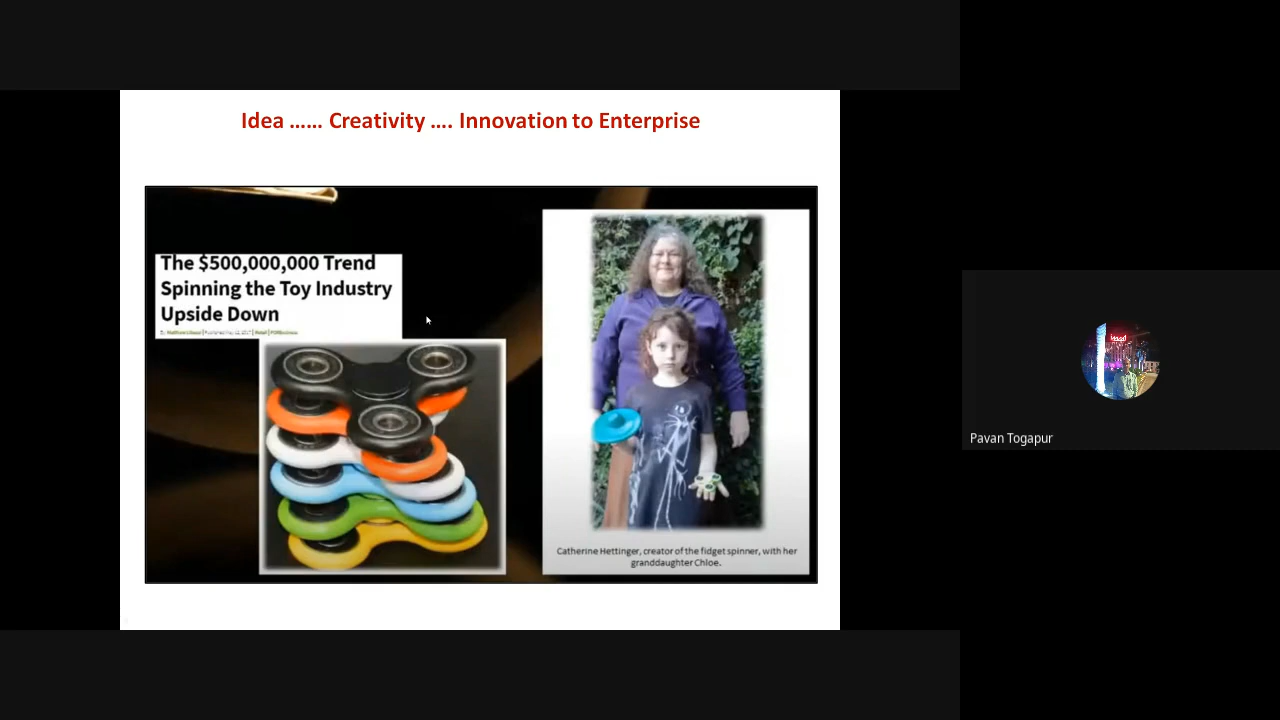 Idea ...... Creativity .... Innovation to Enterprise
The $500,000,000 Trend
Spinning the Toy Industry
Upside Down
Catherine Hettinger, creator of the fidget spinner, with her
granddaughter Chloe.
Pavan Togapur